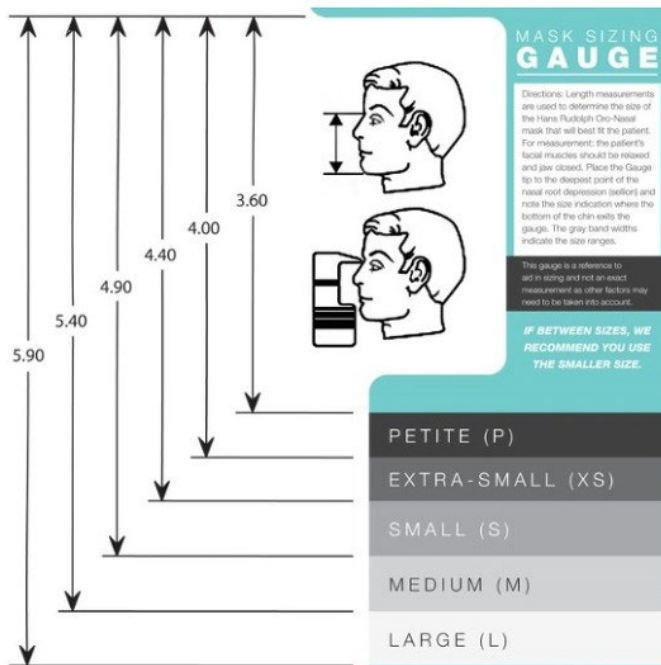 MASK SIZING
GAUGE
Directions: Length measurements
are used to determine the size of
the Hans Rudolph Oro-Nasal
mask that will best fit the patient.
For measurement: the patient's
facial muscles should be relaxed
and jaw closed. Place the Gauge
tip to the deepest point of the
nasal root depression (sellion) and
note the size indication where the
bottom of the chin exits the
gauge. The gray band widths
indicate the size ranges.
This gauge is a reference to
aid in sizing and not an exact
measurement as other factors may
need to be taken into account.
IF BETWEEN SIZES, WE
RECOMMEND YOU USE
THE SMALLER SIZE.
3.60
4.00
4.40
4.90
5.40
5.90
PETITE (P)
EXTRA-SMALL (XS)
SMALL (S)
MEDIUM (M)
LARGE (L)